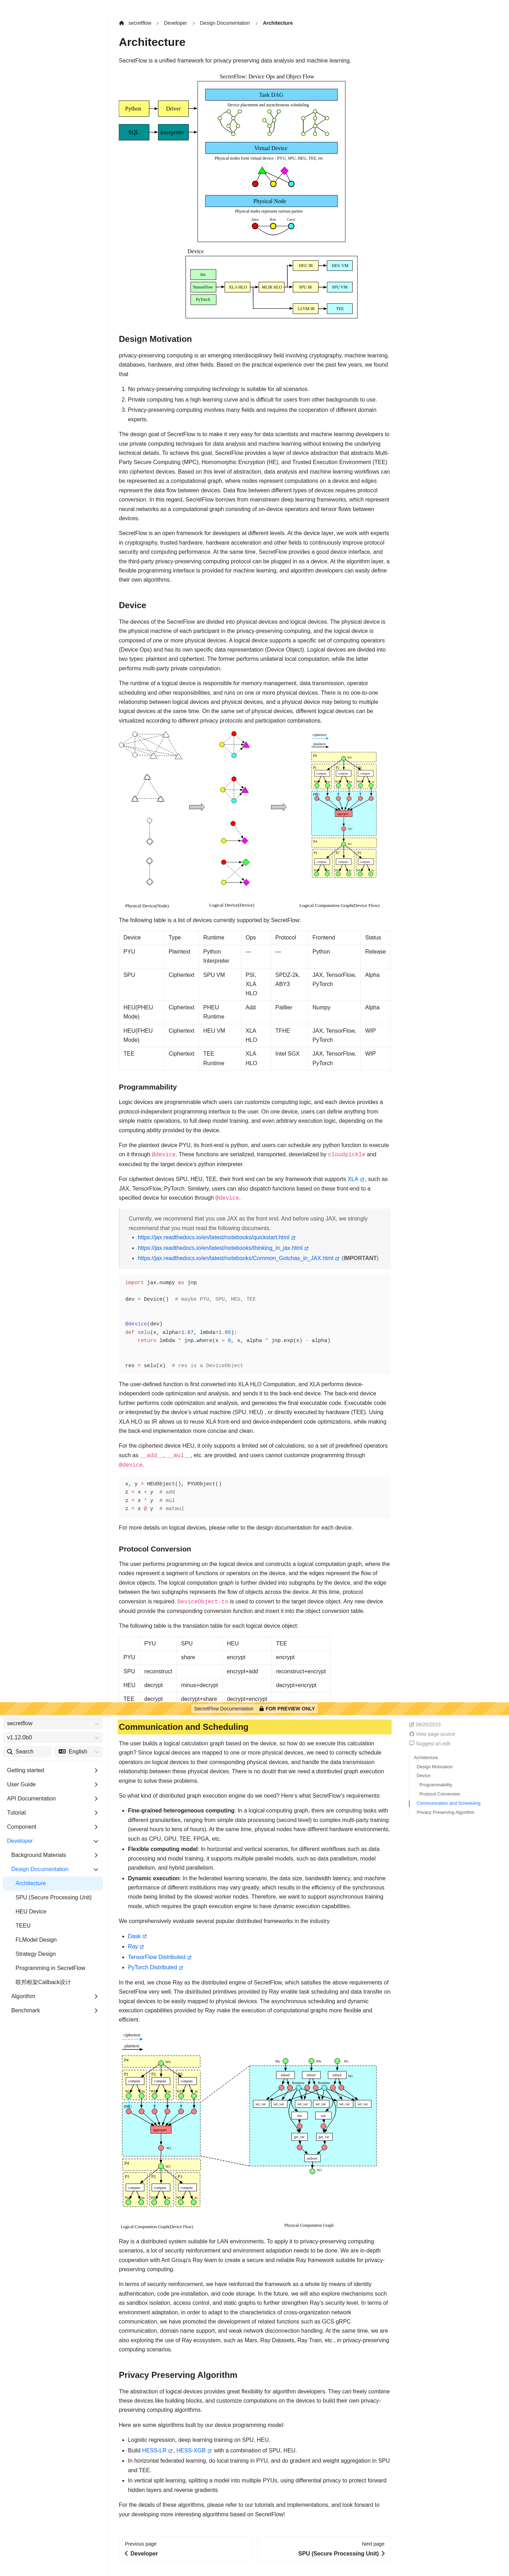 secretflow > Developer > Design Documentation > Architecture
Architecture
SecretFlow is a unified framework for privacy preserving data analysis and machine learning.
SecretFlow: Device Ops and Object Flow
Task DAG
Device placement and asynchronous scheduling
Python
Driver
SQL
Interpreter
Virtual Device
Physical nodes form virtual device : PYU, SPU, HEU, TEE, etc
Physical Node
Physical nodes represent various parties
Alice
Bob
Carol
Device
Jax
TensorFlow
PyTorch
XLA HLO
MLIR HLO
HEU IR
HEU VM
SPU IR
SPU VM
LLVM IR
TEE
Design Motivation
privacy-preserving computing is an emerging interdisciplinary field involving cryptography, machine learning,
databases, hardware, and other fields. Based on the practical experience over the past few years, we found
that
1. No privacy-preserving computing technology is suitable for all scenarios.
2. Private computing has a high learning curve and is difficult for users from other backgrounds to use.
3. Privacy-preserving computing involves many fields and requires the cooperation of different domain
experts.
The design goal of SecretFlow is to make it very easy for data scientists and machine learning developers to
use private computing techniques for data analysis and machine learning without knowing the underlying
technical details. To achieve this goal, SecretFlow provides a layer of device abstraction that abstracts Multi-
Party Secure Computing (MPC), Homomorphic Encryption (HE), and Trusted Execution Environment (TEE)
into ciphertext devices. Based on this level of abstraction, data analysis and machine learning workflows can
be represented as a computational graph, where nodes represent computations on a device and edges
represent the data flow between devices. Data flow between different types of devices requires protocol
conversion. In this regard, SecretFlow borrows from mainstream deep learning frameworks, which represent
neural networks as a computational graph consisting of on-device operators and tensor flows between
devices.
SecretFlow is an open framework for developers at different levels. At the device layer, we work with experts
in cryptography, trusted hardware, hardware acceleration and other fields to continuously improve protocol
security and computing performance. At the same time, SecretFlow provides a good device interface, and
the third-party privacy-preserving computing protocol can be plugged in as a device. At the algorithm layer, a
flexible programming interface is provided for machine learning, and algorithm developers can easily define
their own algorithms.
Device
The devices of the SecretFlow are divided into physical devices and logical devices. The physical device is
the physical machine of each participant in the privacy-preserving computing, and the logical device is
composed of one or more physical devices. A logical device supports a specific set of computing operators
(Device Ops) and has its own specific data representation (Device Object). Logical devices are divided into
two types: plaintext and ciphertext. The former performs unilateral local computation, while the latter
performs multi-party private computation.
The runtime of a logical device is responsible for memory management, data transmission, operator
scheduling and other responsibilities, and runs on one or more physical devices. There is no one-to-one
relationship between logical devices and physical devices, and a physical device may belong to multiple
logical devices at the same time. On the same set of physical devices, different logical devices can be
virtualized according to different privacy protocols and participation combinations.
ciphertext
plaintext
Physical Device(Node)
Logical Device(Device)
Logical Computation Graph(Device Flow)
The following table is a list of devices currently supported by SecretFlow:
Device Type Runtime Ops Protocol Frontend Status
PYU Plaintext Python Interpreter — — Python Release
SPU Ciphertext SPU VM PSI, XLA HLO SPDZ-2k, ABY3 JAX, TensorFlow, PyTorch Alpha
HEU(PHEU Mode) Ciphertext PHEU Runtime Add Paillier Numpy Alpha
HEU(FHEU Mode) Ciphertext HEU VM XLA HLO TFHE JAX, TensorFlow, PyTorch WIP
TEE Ciphertext TEE Runtime XLA HLO Intel SGX JAX, TensorFlow, PyTorch WIP
Programmability
Logic devices are programmable which users can customize computing logic, and each device provides a
protocol-independent programming interface to the user. On one device, users can define anything from
simple matrix operations, to full deep model training, and even arbitrary execution logic, depending on the
computing ability provided by the device.
For the plainted device PYU, its front-end is python, and users can schedule any python function to execute
on it through @device. These functions are serialized, transported, deserialized by cloudpickle and
executed by the target device's python interpreter.
For ciphertext devices SPU, HEU, TEE, their front end can be any framework that supports XLA , such as
JAX, TensorFlow, PyTorch. Similarly, users can also dispatch functions based on these front-end to a
specified device for execution through @device.
Currently, we recommend that you use JAX as the front end. And before using JAX, we strongly
recommend that you must read the following documents.
• https://jax.readthedocs.io/en/latest/notebooks/quickstart.html
• https://jax.readthedocs.io/en/latest/notebooks/thinking_in_jax.html
• https://jax.readthedocs.io/en/latest/notebooks/Common_Gotchas_in_JAX.html (IMPORTANT)
import jax.numpy as jnp
dev = Device()  # maybe PYU, SPU, HEU, TEE
@device(dev)
def selu(x, alpha=1.67, lmbda=1.05):
    return lmbda * jnp.where(x > 0, x, alpha * jnp.exp(x) - alpha)
res = selu(x)  # res is a DeviceObject
The user-defined function is first converted into XLA HLO Computation, and XLA performs device-
independent code optimization and analysis, and sends it to the back-end device. The back-end device
further performs code optimization and analysis, and generates the final executable code. Executable code
or interpreted by the device's virtual machine (SPU, HEU) , or directly executed by hardware (TEE). Using
XLA HLO as IR allows us to reuse XLA front-end and device-independent code optimizations, while making
the back-end implementation more concise and clean.
For the ciphertext device HEU, it only supports a limited set of calculations, so a set of predefined operators
such as __add__, __mul__, etc. are provided, and users cannot customize programming through
@device.
x, y = HEUObject(), PYUObject()
z = x + y  # add
z = x * y  # mul
z = x @ y  # matmul
For more details on logical devices, please refer to the design documentation for each device.
Protocol Conversion
The user performs programming on the logical device and constructs a logical computation graph, where the
nodes represent a segment of functions or operators on the device, and the edges represent the flow of
device objects. The logical computation graph is further divided into subgraphs by the device, and the edge
between the two subgraphs represents the flow of objects across the device. At this time, protocol
conversion is required. DeviceObject.to is used to convert to the target device object. Any new device
should provide the corresponding conversion function and insert it into the object conversion table.
The following table is the translation table for each logical device object:
PYU SPU HEU TEE
PYU share encrypt encrypt
SPU reconstruct encrypt+add reconstruct+encrypt
HEU decrypt minus+decrypt decrypt+encrypt
TEE decrypt decrypt+share decrypt+encrypt
SecretFlow Documentation FOR PREVIEW ONLY
secretflow
v1.12.0b0
Search
English
Getting started
User Guide
API Documentation
Tutorial
Component
Developer
Background Materials
Design Documentation
Architecture
SPU (Secure Processing Unit)
HEU Device
TEEU
FLModel Design
Strategy Design
Programming in SecretFlow
联邦框架Callback设计
Algorithm
Benchmark
Communication and Scheduling
The user builds a logical calculation graph based on the device, so how do we execute this calculation
graph? Since logical devices are mapped to one or more physical devices, we need to correctly schedule
operators on logical devices to their corresponding physical devices, and handle the data transmission
relationship between these operators. There is no doubt that we need a distributed graph execution
engine to solve these problems.
So what kind of distributed graph execution engine do we need? Here's SecretFlow's requirements:
• Fine-grained heterogeneous computing: In a logical computation graph, there are computing tasks with
different granularities, ranging from simple data processing (second level) to complex multi-party
training (several hours to tens of hours). At the same time, physical nodes have different hardware
environments, such as CPU, GPU, TEE, FPGA, etc.
• Flexible computing model: In horizontal and vertical scenarios, for different workflows such as data
processing and model training, it supports multiple parallel models, such as data parallelism, model
parallelism, and hybrid parallelism.
• Dynamic execution: In the federated learning scenario, the data size, bandwidth delay, and machine
performance of different institutions may vary greatly, which results in the efficiency of the synchronous
mode being limited by the slowest worker nodes. Therefore, we want to support asynchronous training
mode, which requires the graph execution engine have dynamic execution capability.
We comprehensively evaluate several popular distributed frameworks in the industry
• Dask
• Ray
• TensorFlow Distributed
• PyTorch Distributed
In the end, we chose Ray as the distributed engine of SecretFlow, which satisfies the above requirements of
SecretFlow very well. The distributed primitives provided by Ray enable task scheduling and data transfer on
logical devices to be easily mapped to physical devices. The asynchronous scheduling and dynamic
execution capabilities provided by Ray make the execution of computational graphs more flexible and
efficient.
ciphertext
plaintext
Logical Computation Graph(Device Flow)
Physical Computation Graph
Ray is a distributed system suitable for LAN environments. To apply it to privacy-preserving computing
scenarios, a lot of security reinforcement and environment adaptation needs to be done. We are in-depth
cooperation with Ant Group's Ray team to create a secure and reliable Ray framework suitable for privacy-
preserving computing.
In terms of security reinforcement, we have reinforced the framework as a whole by means of identity
authentication, code pre-installation, and code storage. In the future, we will also explore mechanisms such
as sandbox isolation, access control, and static graphs to further strengthen Ray's security level. In terms of
environment adaptation, in order to adapt to the characteristics of cross-organization network
communication, we have promoted the development of related functions such as GCS gRPC
communication, domain name support, and weak network disconnection handling. At the same time, we are
also exploring the use of Ray ecosystem, such as Mars, Ray Datasets, Ray Train, etc., in privacy-preserving
computing scenarios.
Privacy Preserving Algorithm
The abstraction of logical devices provides great flexibility for algorithm developers. They can freely combine
these devices like building blocks, and customize computations on the devices to build their own privacy-
preserving computing algorithms.
Here are some algorithms built by our device programming model:
• Logistic regression, deep learning training on SPU, HEU.
• Build HESS-LR , HESS-XGB with a combination of SPU, HEU.
• In horizontal federated learning, do local training in PYU, and do gradient and weight aggregation in SPU
and TEE.
• In vertical split learning, splitting a model into multiple PYUs, using differential privacy to protect forward
hidden layers and reverse gradients
For the details of these algorithms, please refer to our tutorials and implementations, and look forward to
your developing more interesting algorithms based on SecretFlow!
Previous page
Developer
Next page
SPU (Secure Processing Unit)
08/25/2023
View page source
Suggest an edit
Architecture
Design Motivation
Device
Programmability
Protocol Conversion
Communication and Scheduling
Privacy Preserving Algorithm